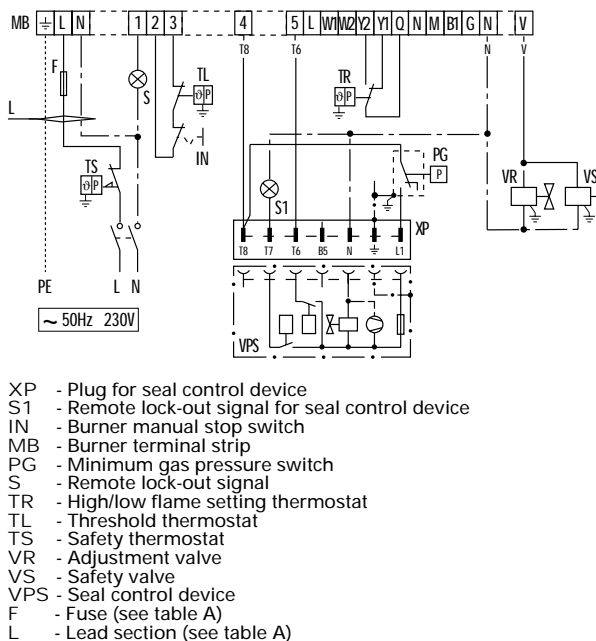 MB L N 1 2 3 4 5 L W1 W2 Y2 Y1 Q N M B1 G N V
T8 T6 N V
F S TL TR
ϑ P ϑ P
L
IN
TS PG
ϑ P P
VR VS
S1
XP
T8 T7 T6 B5 N L1
PE L N
VPS
~ 50Hz 230V
XP - Plug for seal control device
S1 - Remote lock-out signal for seal control device
IN - Burner manual stop switch
MB - Burner terminal strip
PG - Minimum gas pressure switch
S - Remote lock-out signal
TR - High/low flame setting thermostat
TL - Threshold thermostat
TS - Safety thermostat
VR - Adjustment valve
VS - Safety valve
VPS - Seal control device
F - Fuse (see table A)
L - Lead section (see table A)